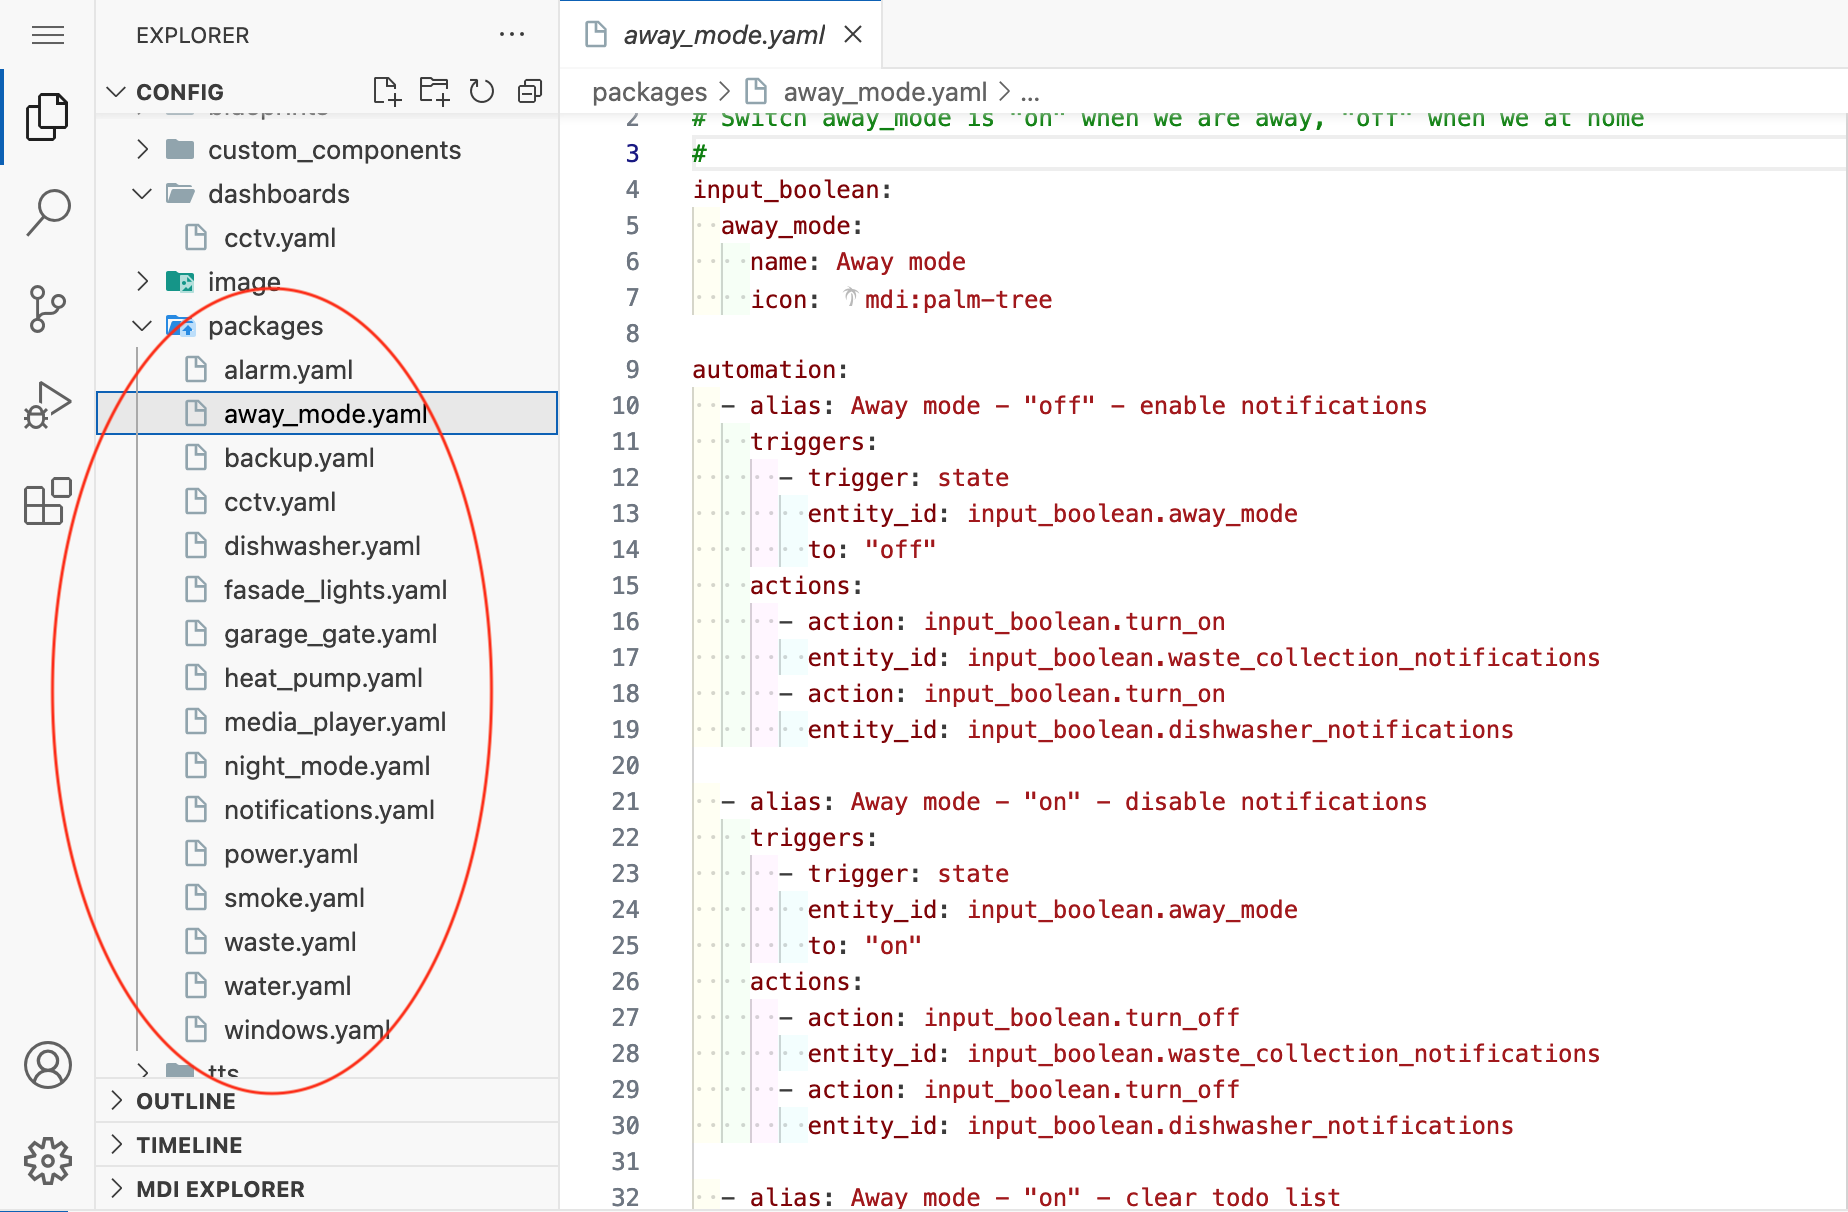 EXPLORER
CONFIG
blueprints
custom_components
dashboards
cctv.yaml
image
packages
alarm.yaml
away_mode.yaml
backup.yaml
cctv.yaml
dishwasher.yaml
fasade_lights.yaml
garage_gate.yaml
heat_pump.yaml
media_player.yaml
night_mode.yaml
notifications.yaml
power.yaml
smoke.yaml
waste.yaml
water.yaml
windows.yaml
tts
OUTLINE
TIMELINE
MDI EXPLORER
away_mode.yaml
packages > away_mode.yaml > ...
2 # Switch away_mode is "on" when we are away, "off" when we at home
3 #
4 input_boolean:
5   away_mode:
6     name: Away mode
7     icon: mdi:palm-tree
8
9 automation:
10   - alias: Away mode - "off" - enable notifications
11     triggers:
12       - trigger: state
13         entity_id: input_boolean.away_mode
14         to: "off"
15     actions:
16       - action: input_boolean.turn_on
17         entity_id: input_boolean.waste_collection_notifications
18       - action: input_boolean.turn_on
19         entity_id: input_boolean.dishwasher_notifications
20
21   - alias: Away mode - "on" - disable notifications
22     triggers:
23       - trigger: state
24         entity_id: input_boolean.away_mode
25         to: "on"
26     actions:
27       - action: input_boolean.turn_off
28         entity_id: input_boolean.waste_collection_notifications
29       - action: input_boolean.turn_off
30         entity_id: input_boolean.dishwasher_notifications
31
32   - alias: Away mode - "on" - clear todo list